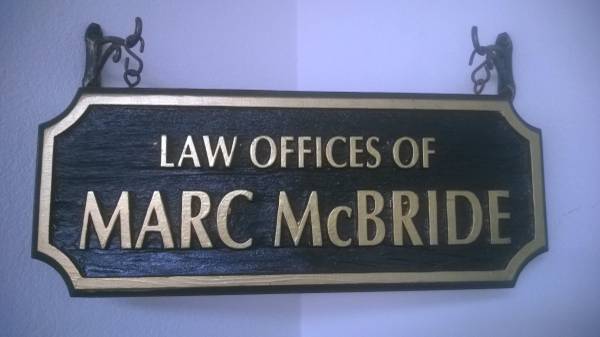 LAW OFFICES OF
MARC McBRIDE